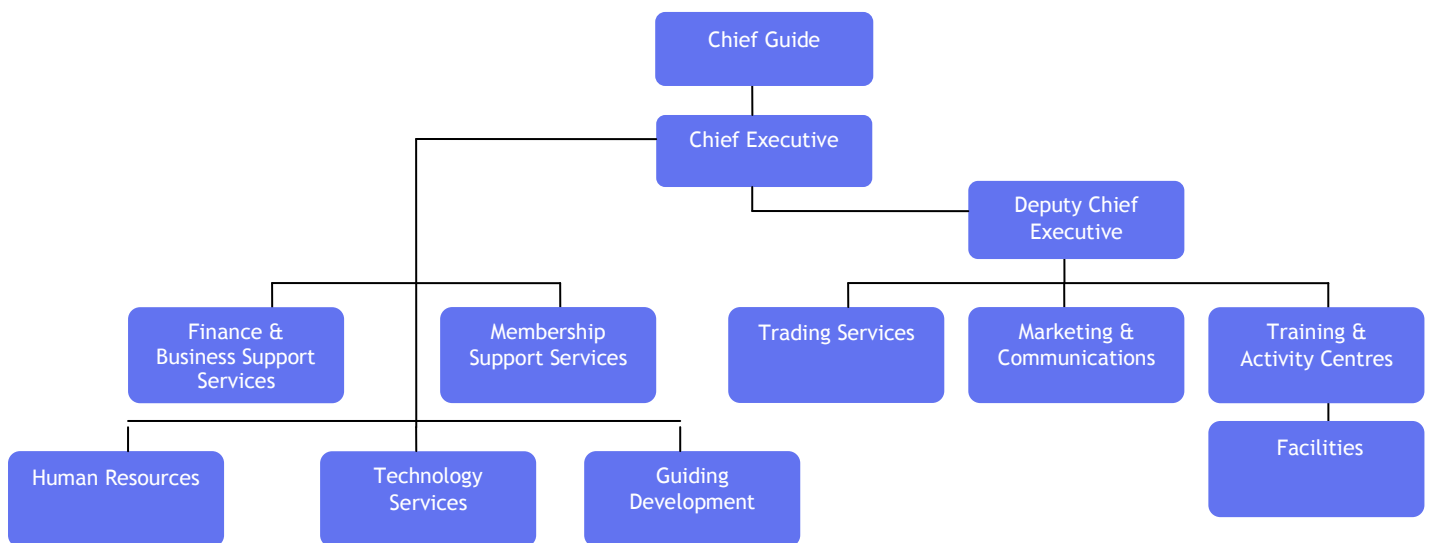 Chief Guide
Chief Executive
Deputy Chief
Executive
Finance &
Business Support
Services
Membership
Support Services
Trading Services
Marketing &
Communications
Training &
Activity Centres
Human Resources
Technology
Services
Guiding
Development
Facilities